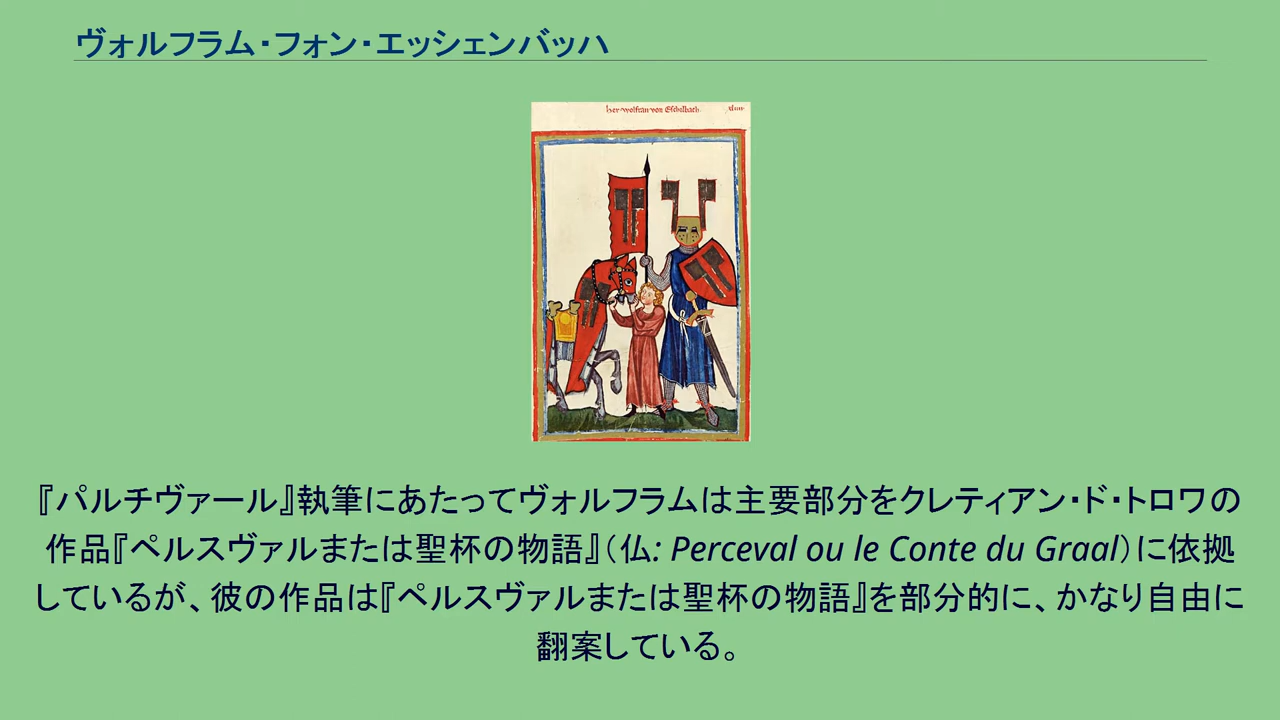 ヴォルフラム・フォン・エッシェンバッハ
『パルチヴァール』執筆にあたってヴォルフラムは主要部分をクレティアン・ド・トロワの
作品『ペルスヴァルまたは聖杯の物語』（仏: Perceval ou le Conte du Graal）に依拠
しているが、彼の作品は『ペルスヴァルまたは聖杯の物語』を部分的に、かなり自由に
翻案している。